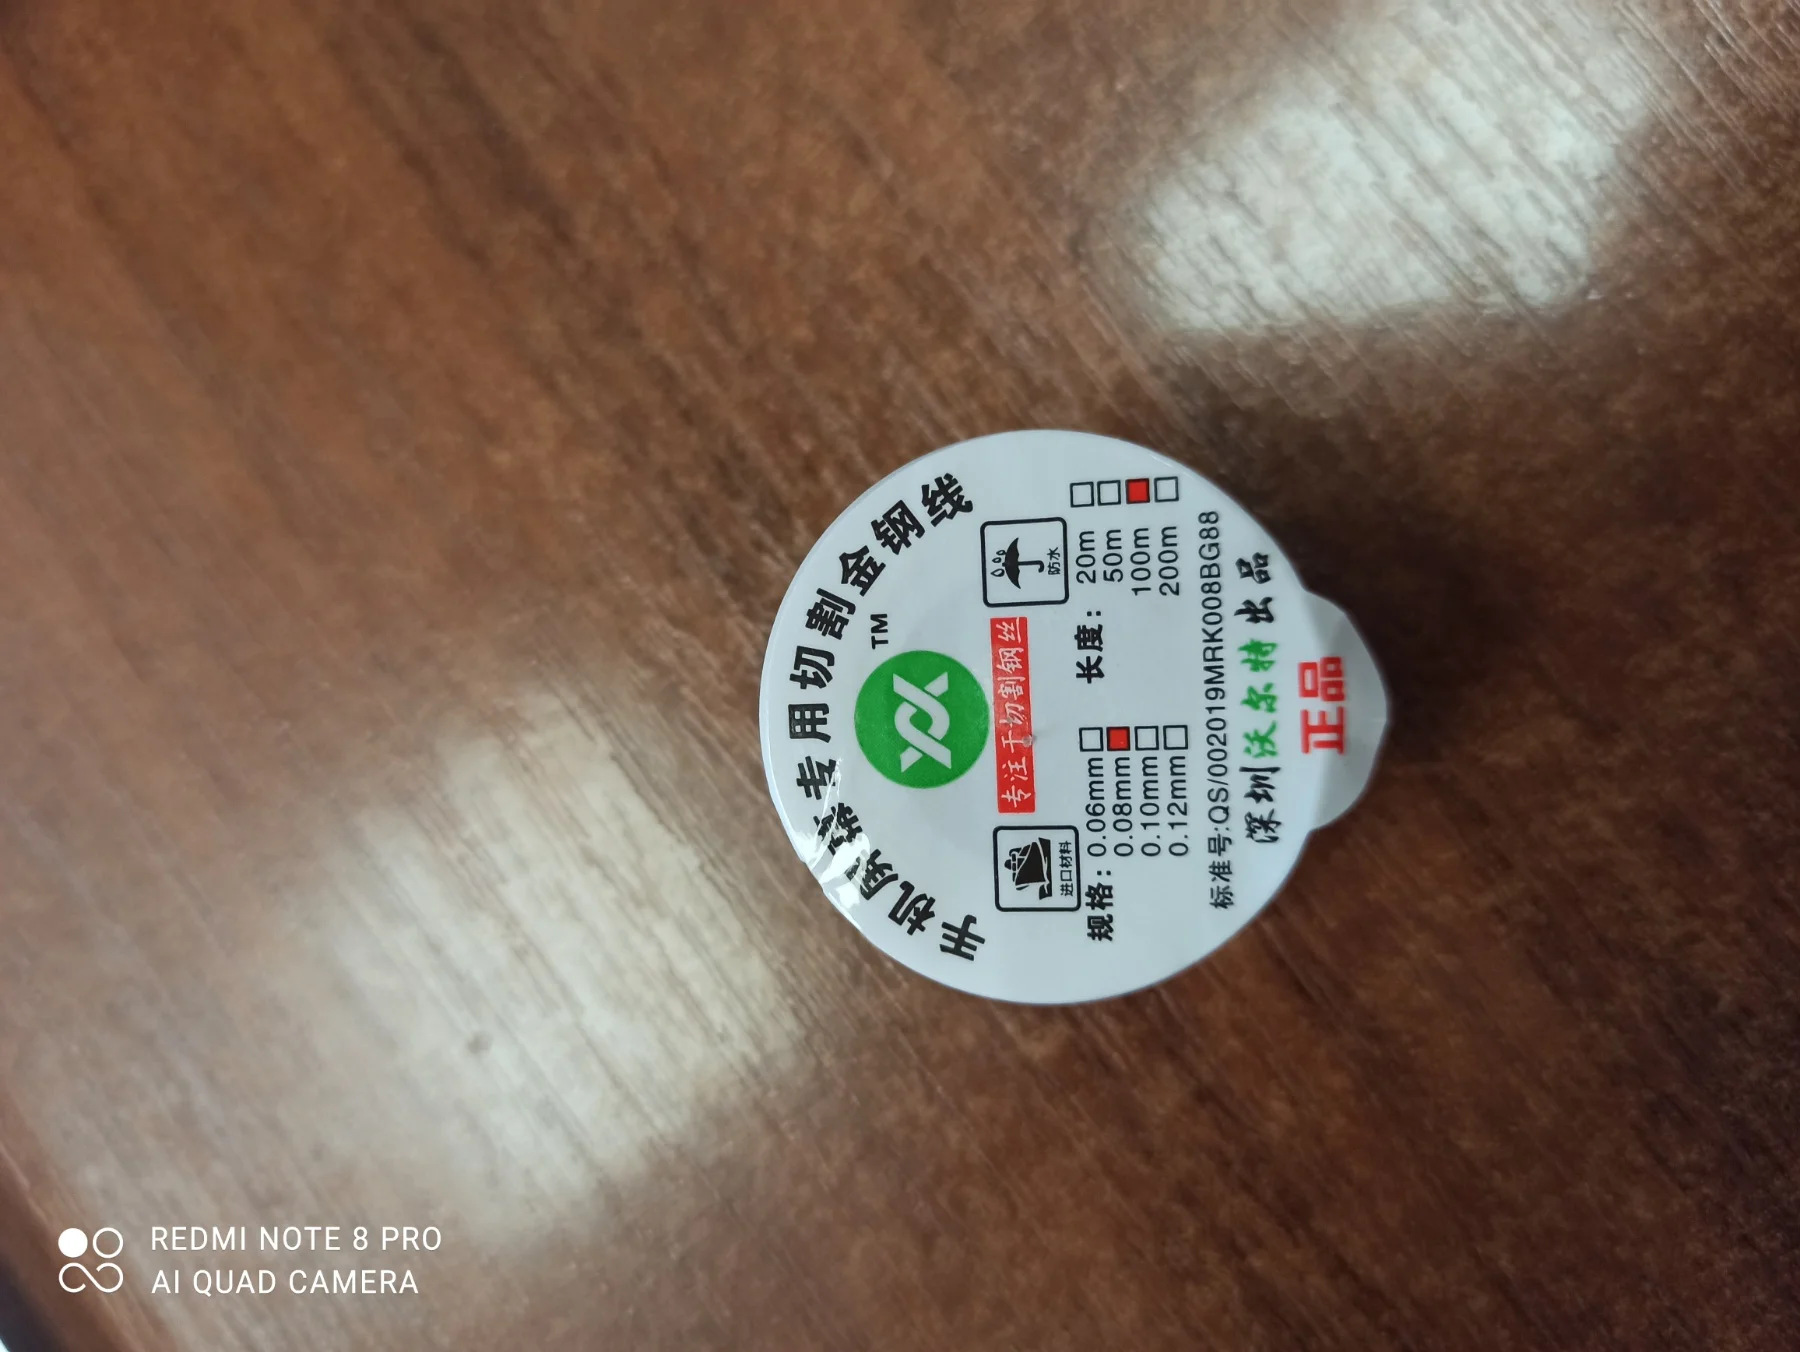 手机屏幕专用切割金钢线
TM
进口材料
专注于切割钢丝
防水
规格：
0.06mm
0.08mm
0.10mm
0.12mm
长度：
20m
50m
100m
200m
标准号:QS/002019MRK008BG88
深圳沃尔特出品
正品
REDMI NOTE 8 PRO
AI QUAD CAMERA